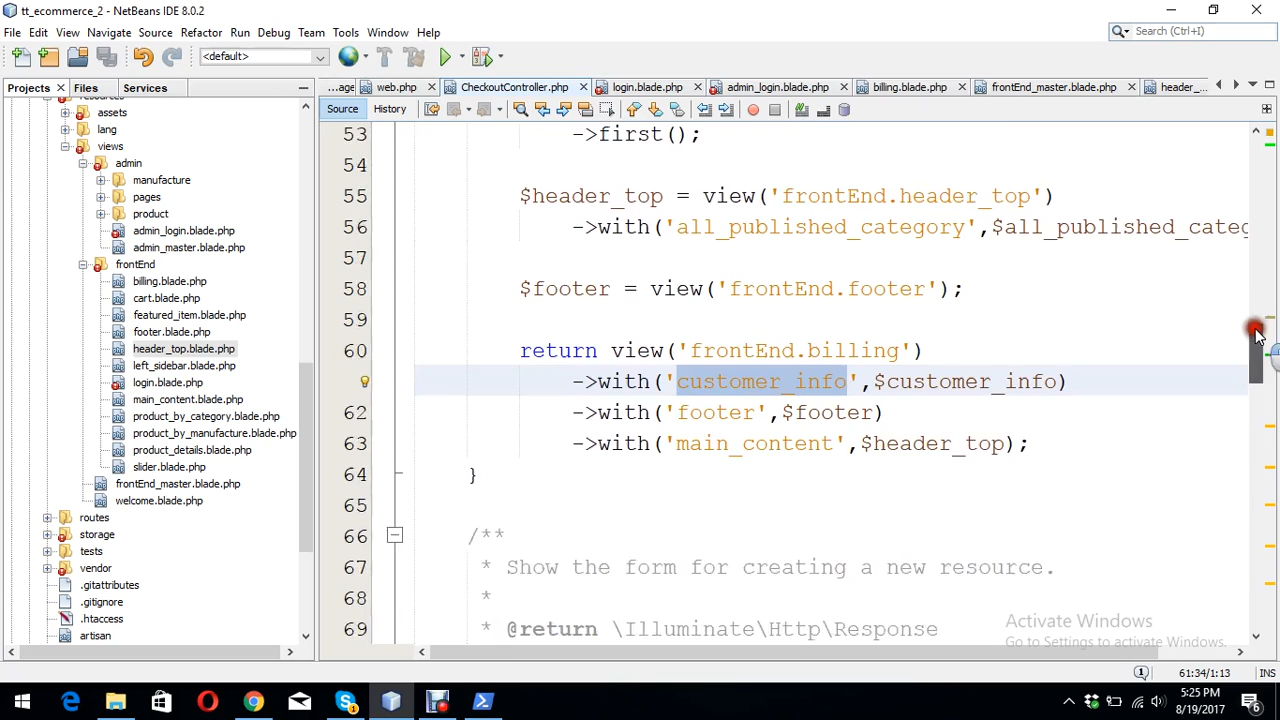 tt_ecommerce_2 - NetBeans IDE 8.0.2
File Edit View Navigate Source Refactor Run Debug Team Tools Window Help
Search (Ctrl+I)
<default>
Projects Files Services
...age web.php CheckoutController.php login.blade.php admin_login.blade.php billing.blade.php frontEnd_master.blade.php header_...
Source History
resources
assets
lang
views
admin
manufacture
pages
product
admin_login.blade.php
admin_master.blade.php
frontEnd
billing.blade.php
cart.blade.php
featured_item.blade.php
footer.blade.php
header_top.blade.php
left_sidebar.blade.php
login.blade.php
main_content.blade.php
product_by_category.blade.php
product_by_manufacture.blade.php
product_details.blade.php
slider.blade.php
frontEnd_master.blade.php
welcome.blade.php
routes
storage
tests
vendor
.gitattributes
.gitignore
.htaccess
artisan
53 ->first();
54
55 $header_top = view('frontEnd.header_top')
56 ->with('all_published_category',$all_published_categ
57
58 $footer = view('frontEnd.footer');
59
60 return view('frontEnd.billing')
->with('customer_info',$customer_info)
62 ->with('footer',$footer)
63 ->with('main_content',$header_top);
64 }
65
66 /**
67 * Show the form for creating a new resource.
68 *
69 * @return \Illuminate\Http\Response
Activate Windows
Go to Settings to activate Windows.
1 61:34/1:13 INS
5:25 PM
8/19/2017
6